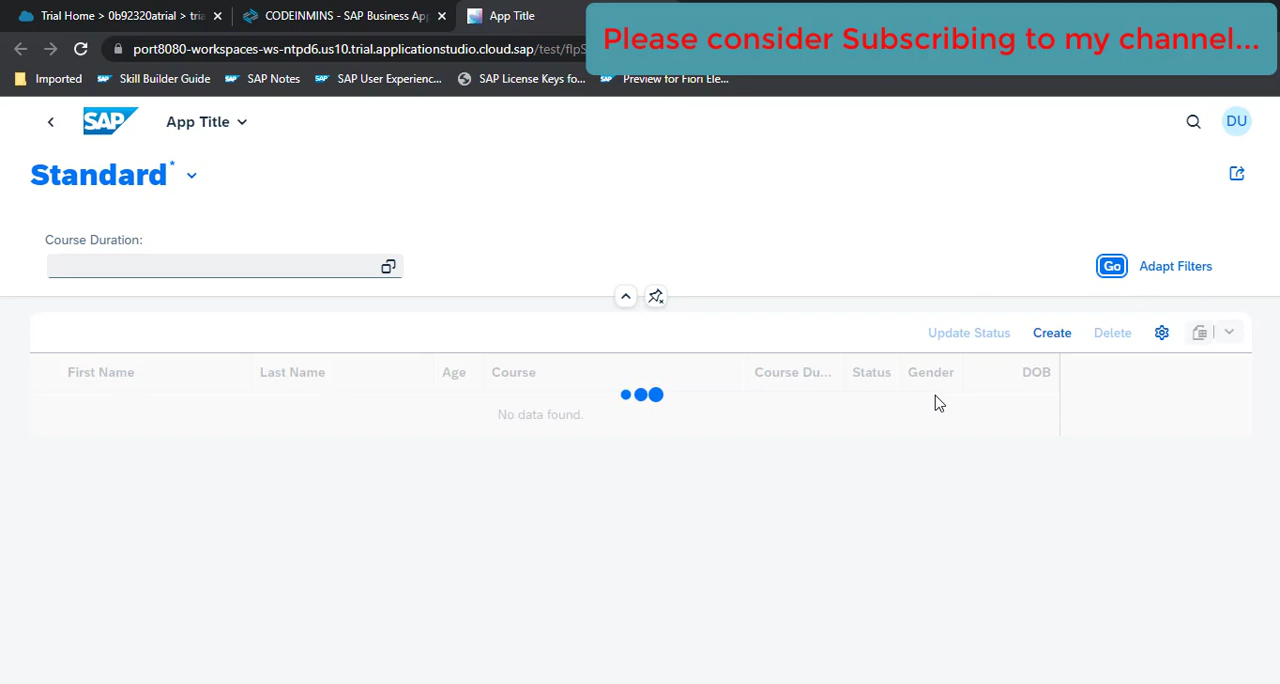 Trial Home > 0b92320atrial > tria
CODEINMINS - SAP Business App
App Title
Please consider Subscribing to my channel...
port8080-workspaces-ws-ntpd6.us10.trial.applicationstudio.cloud.sap/test/flpS
Imported
Skill Builder Guide
SAP Notes
SAP User Experienc...
SAP License Keys fo...
Preview for Fiori Ele...
SAP
App Title
DU
Standard*
Course Duration:
Go
Adapt Filters
Update Status
Create
Delete
First Name
Last Name
Age
Course
Course Du...
Status
Gender
DOB
No data found.